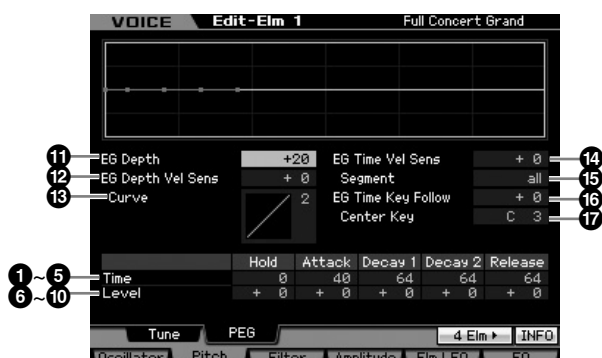 VOICE Edit-Elm 1 Full Concert Grand
11 EG Depth +20 EG Time Vel Sens + 0 14
12 EG Depth Vel Sens + 0 Segment all 15
13 Curve 2 EG Time Key Follow + 0 16
Center Key C 3 17
Hold Attack Decay 1 Decay 2 Release
1 ~ 5 Time 0 40 64 64 64
6 ~ 10 Level + 0 + 0 + 0 + 0 + 0
Tune PEG 4 Elm INFO
Oscillator Pitch Filter Amplitude Elm LFO EQ